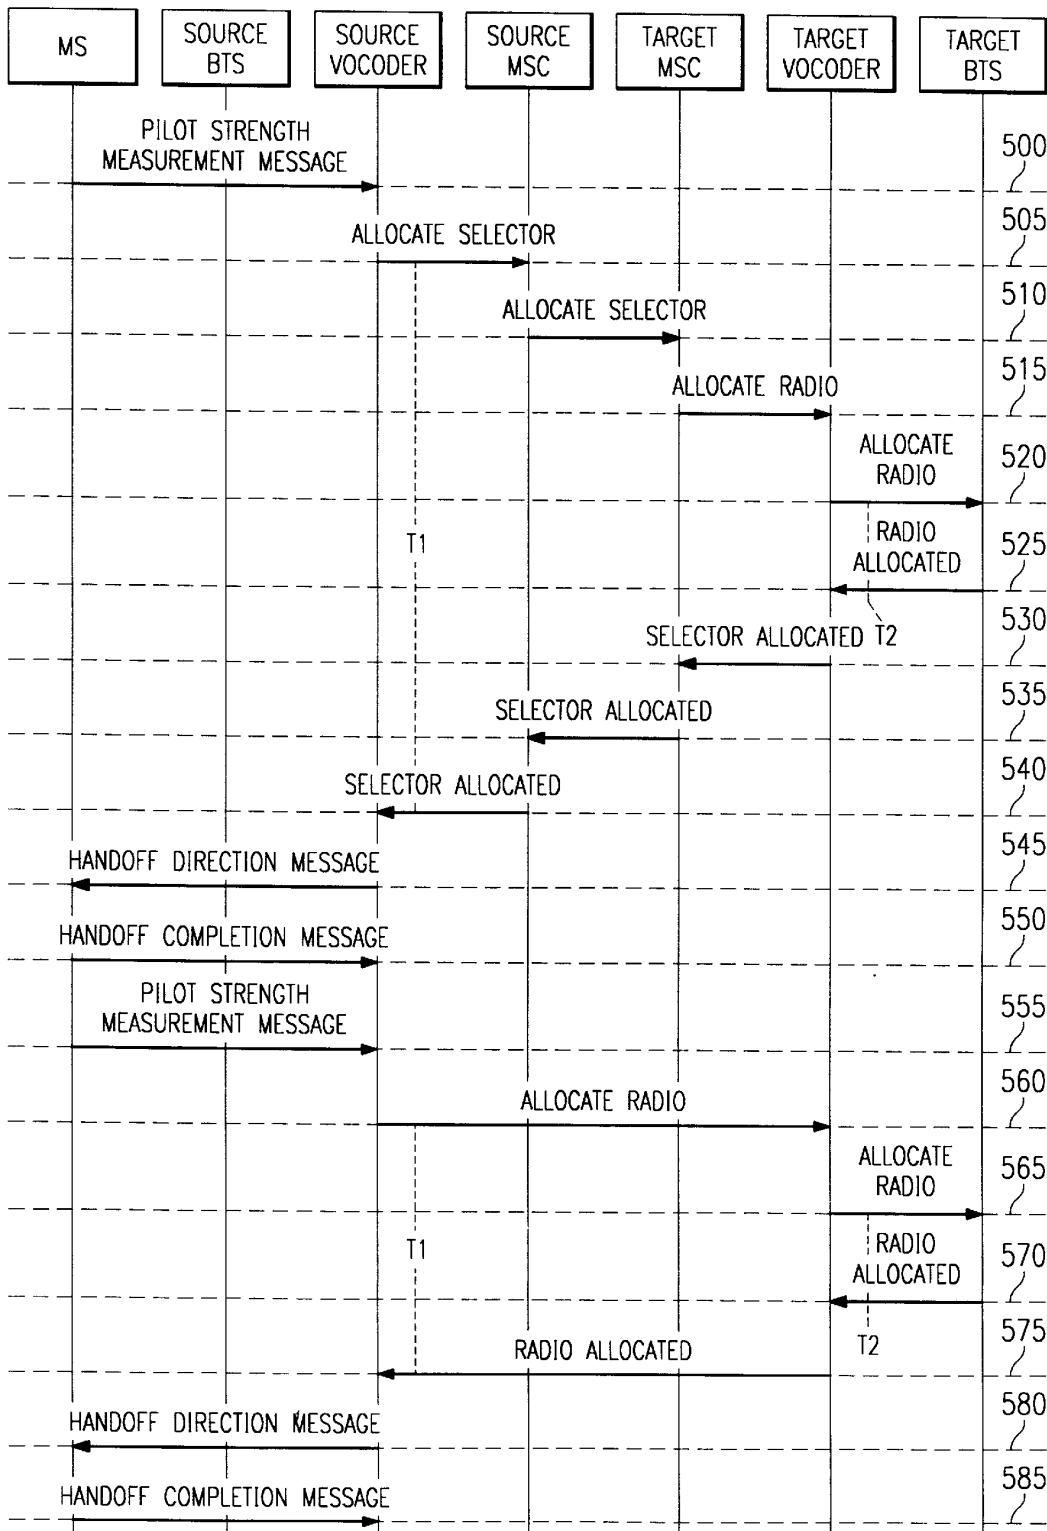 MS
SOURCE
BTS
SOURCE
VOCODER
SOURCE
MSC
TARGET
MSC
TARGET
VOCODER
TARGET
BTS
PILOT STRENGTH
MEASUREMENT MESSAGE
500
ALLOCATE SELECTOR
505
ALLOCATE SELECTOR
510
ALLOCATE RADIO
515
ALLOCATE
RADIO
520
T1
RADIO
ALLOCATED
525
SELECTOR ALLOCATED
T2
530
SELECTOR ALLOCATED
535
SELECTOR ALLOCATED
540
HANDOFF DIRECTION MESSAGE
545
HANDOFF COMPLETION MESSAGE
550
PILOT STRENGTH
MEASUREMENT MESSAGE
555
ALLOCATE RADIO
560
ALLOCATE
RADIO
565
T1
RADIO
ALLOCATED
570
RADIO ALLOCATED
T2
575
HANDOFF DIRECTION MESSAGE
580
HANDOFF COMPLETION MESSAGE
585